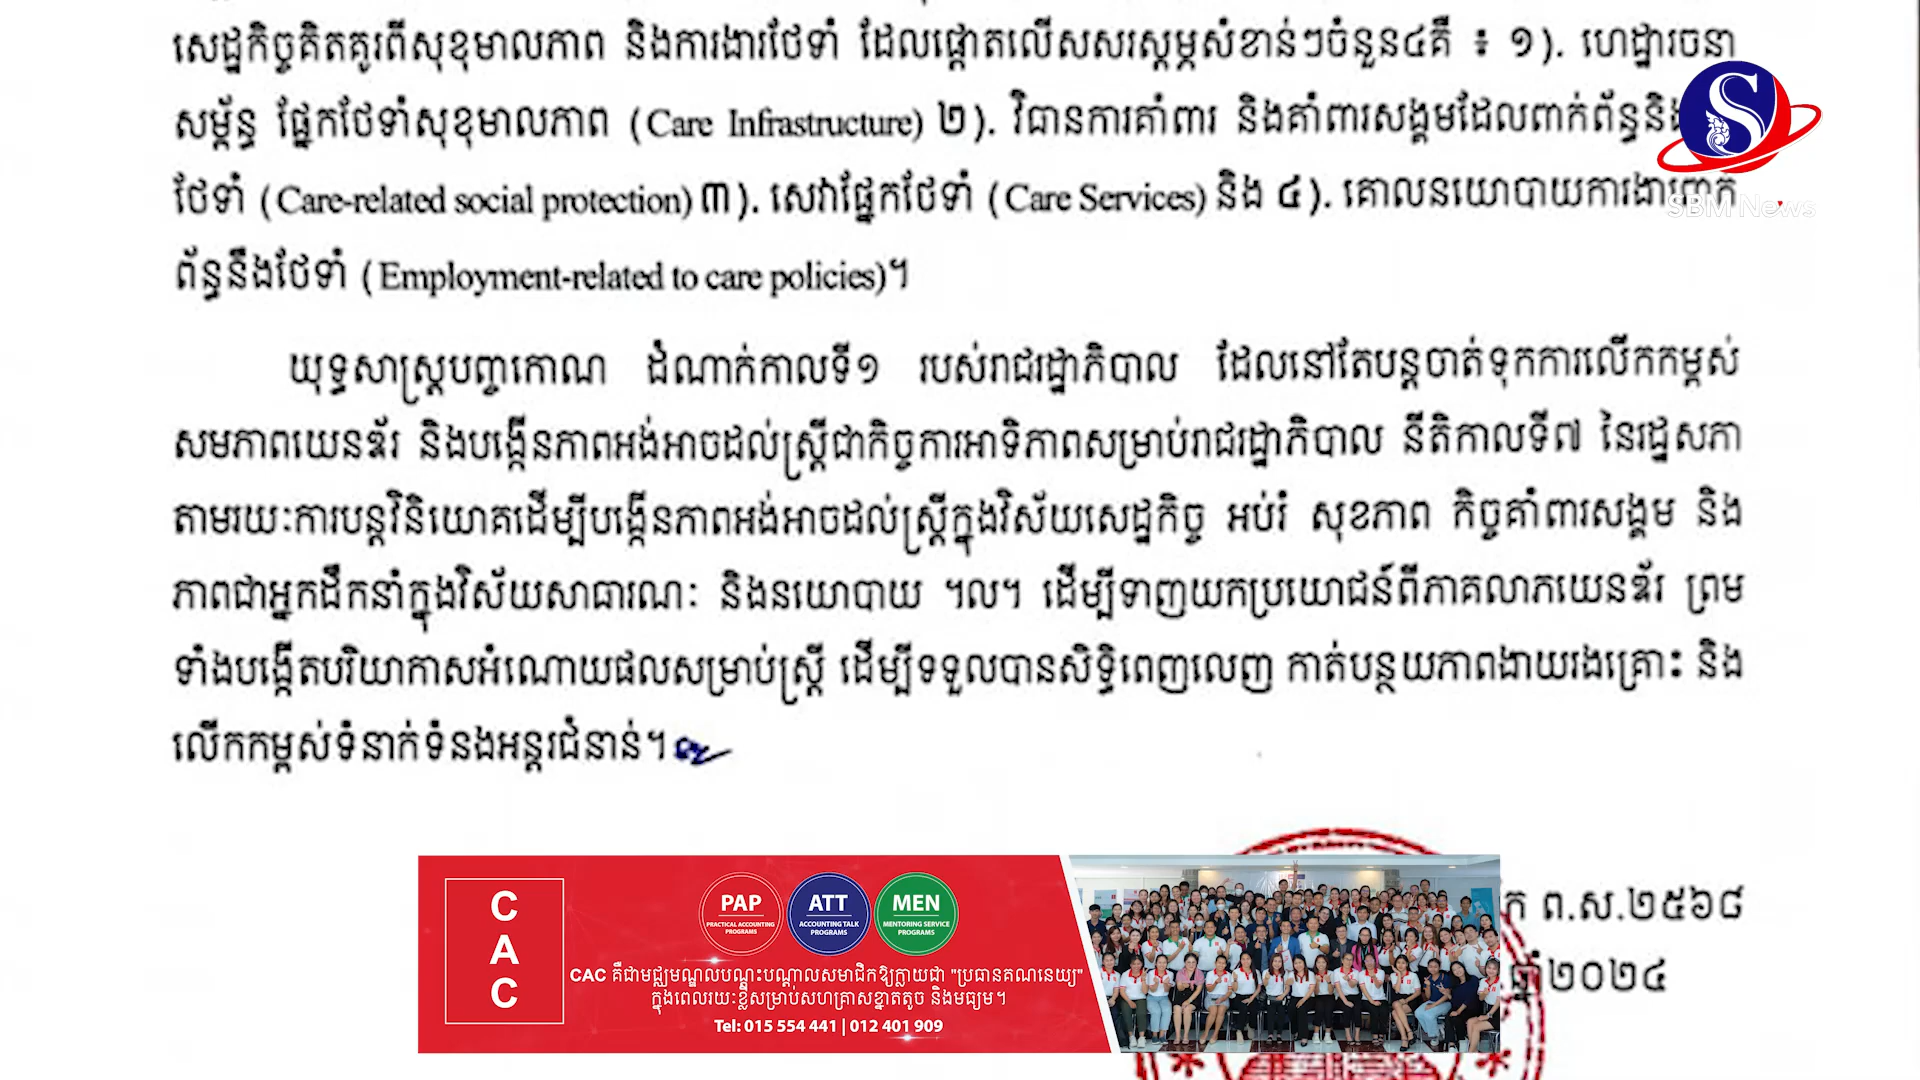 សេដ្ឋកិច្ចគិតគូរពីសុខុមាលភាព និងការងារថែទាំ ដែលផ្តោតលើសសរស្តម្ភសំខាន់ៗចំនួន៤គឺ ៖ ១). ហេដ្ឋារចនា
សម្ព័ន្ធ ផ្នែកថែទាំសុខុមាលភាព (Care Infrastructure) ២). វិធានការគាំពារ និងគាំពារសង្គមដែលពាក់ព័ន្ធនិង
ថែទាំ (Care-related social protection) ៣). សេវាផ្នែកថែទាំ (Care Services) និង ៤). គោលនយោបាយការងារពាក់
ព័ន្ធនឹងថែទាំ (Employment-related to care policies)។
យុទ្ធសាស្ត្របញ្ចកោណ ដំណាក់កាលទី១ របស់រាជរដ្ឋាភិបាល ដែលនៅតែបន្តចាត់ទុកការលើកកម្ពស់
សមភាពយេនឌ័រ និងបង្កើនភាពអង់អាចដល់ស្ត្រីជាកិច្ចការអាទិភាពសម្រាប់រាជរដ្ឋាភិបាល នីតិកាលទី៧ នៃរដ្ឋសភា
តាមរយៈការបន្តវិនិយោគដើម្បីបង្កើនភាពអង់អាចដល់ស្ត្រីក្នុងវិស័យសេដ្ឋកិច្ច អប់រំ សុខភាព កិច្ចគាំពារសង្គម និង
ភាពជាអ្នកដឹកនាំក្នុងវិស័យសាធារណៈ និងនយោបាយ ។ល។ ដើម្បីទាញយកប្រយោជន៍ពីភាគលាភយេនឌ័រ ព្រម
ទាំងបង្កើតបរិយាកាសអំណោយផលសម្រាប់ស្ត្រី ដើម្បីទទួលបានសិទ្ធិពេញលេញ កាត់បន្ថយភាពងាយរងគ្រោះ និង
លើកកម្ពស់ទំនាក់ទំនងអន្តរជំនាន់។
SBM News
ក ព.ស.២៥៦៨
ឆ្នាំ២០២៤
C
A
C
PAP
PRACTICAL ACCOUNTING
PROGRAMS
ATT
ACCOUNTING TALK
PROGRAMS
MEN
MENTORING SERVICE
PROGRAMS
CAC គឺជាមជ្ឈមណ្ឌលបណ្តុះបណ្តាលសមាជិកឱ្យក្លាយជា "ប្រធានគណនេយ្យ"
ក្នុងពេលរយៈខ្លីសម្រាប់សហគ្រាសខ្នាតតូច និងមធ្យម។
Tel: 015 554 441 | 012 401 909